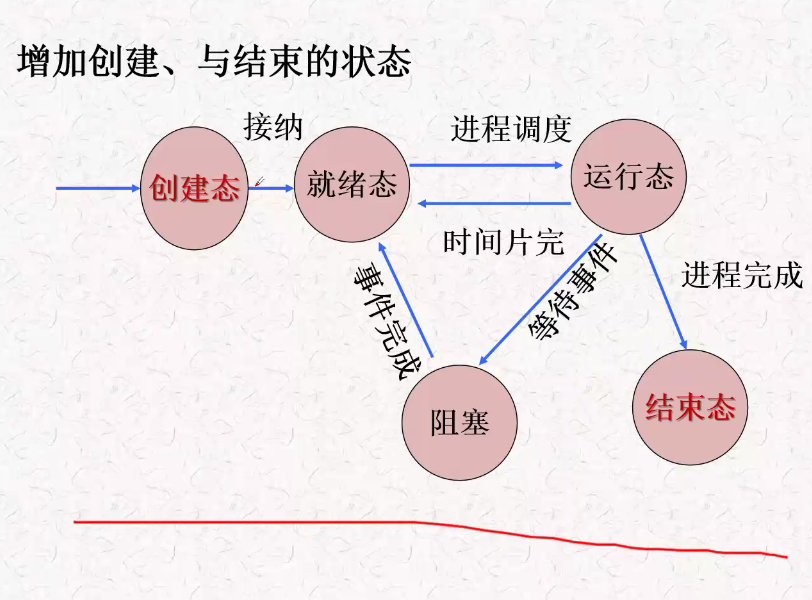 增加创建、与结束的状态
接纳
进程调度
创建态
就绪态
运行态
时间片完
等待事件
进程完成
事件完成
阻塞
结束态